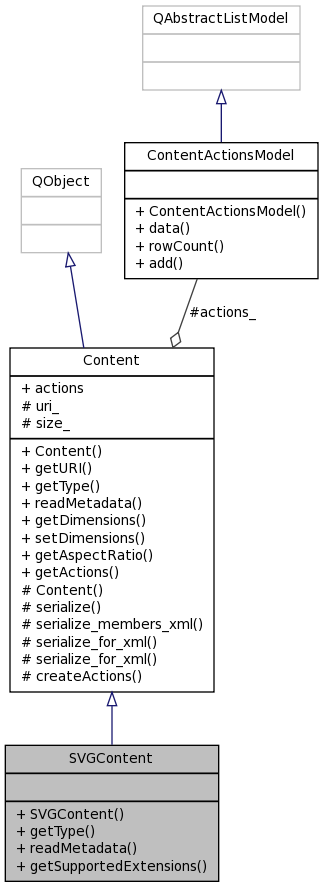 QAbstractListModel
ContentActionsModel
+ ContentActionsModel()
+ data()
+ rowCount()
+ add()
QObject
#actions_
Content
+ actions
# uri_
# size_
+ Content()
+ getURI()
+ getType()
+ readMetadata()
+ getDimensions()
+ setDimensions()
+ getAspectRatio()
+ getActions()
# Content()
# serialize()
# serialize_members_xml()
# serialize_for_xml()
# serialize_for_xml()
# createActions()
SVGContent
+ SVGContent()
+ getType()
+ readMetadata()
+ getSupportedExtensions()